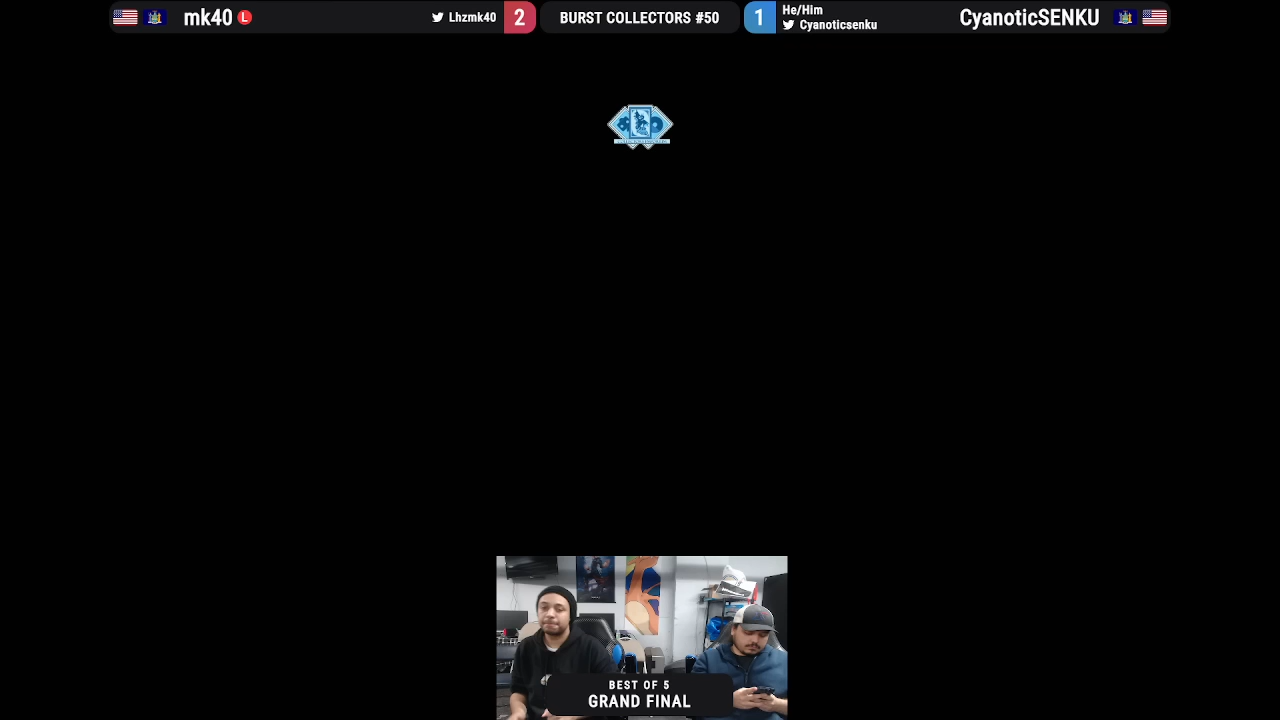 mk40 L
Lhzmk40
2
BURST COLLECTORS #50
1
He/Him
Cyanoticsenku
CyanoticSENKU
BEST OF 5
GRAND FINAL